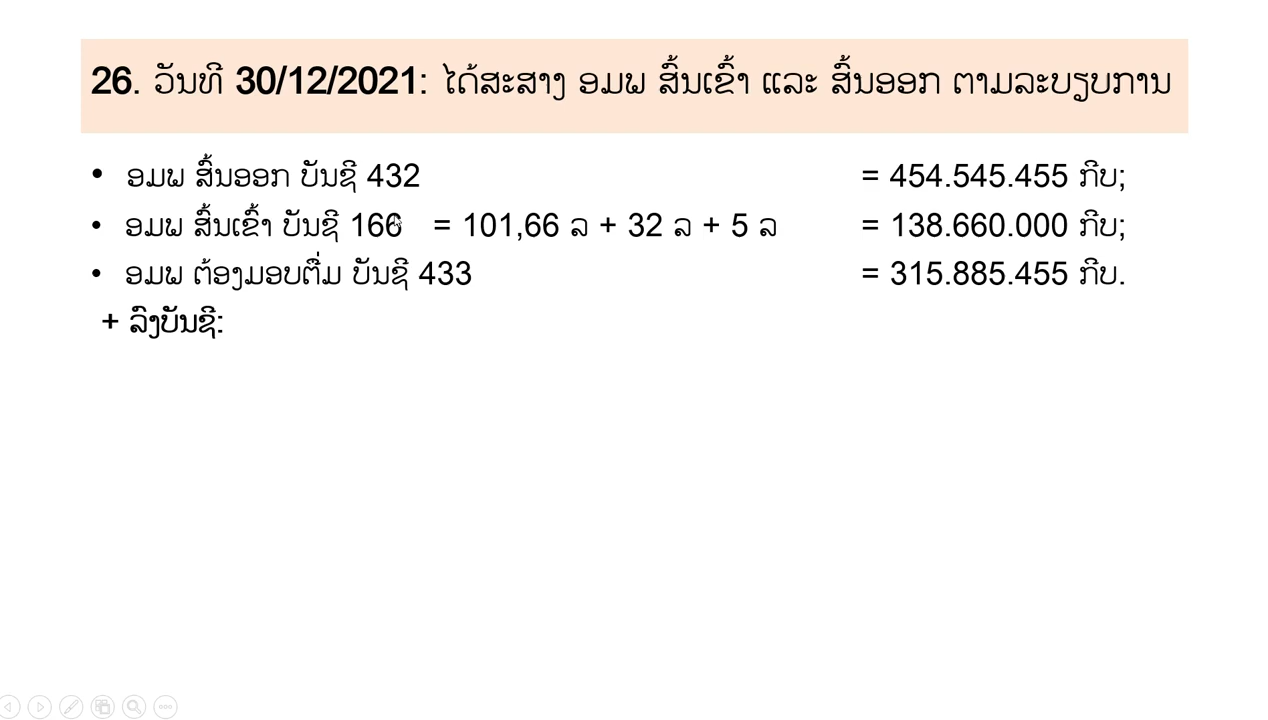 26. ວັນທີ 30/12/2021: ໄດ້ສະສາງ ອມພ ສົ້ນເຂົ້າ ແລະ ສົ້ນອອກ ຕາມລະບຽບການ
• ອມພ ສົ້ນອອກ ບັນຊີ 432 = 454.545.455 ກີບ;
• ອມພ ສົ້ນເຂົ້າ ບັນຊີ 166 = 101,66 ລ + 32 ລ + 5 ລ = 138.660.000 ກີບ;
• ອມພ ຕ້ອງມອບຕື່ມ ບັນຊີ 433 = 315.885.455 ກີບ.
+ ລົງບັນຊີ: